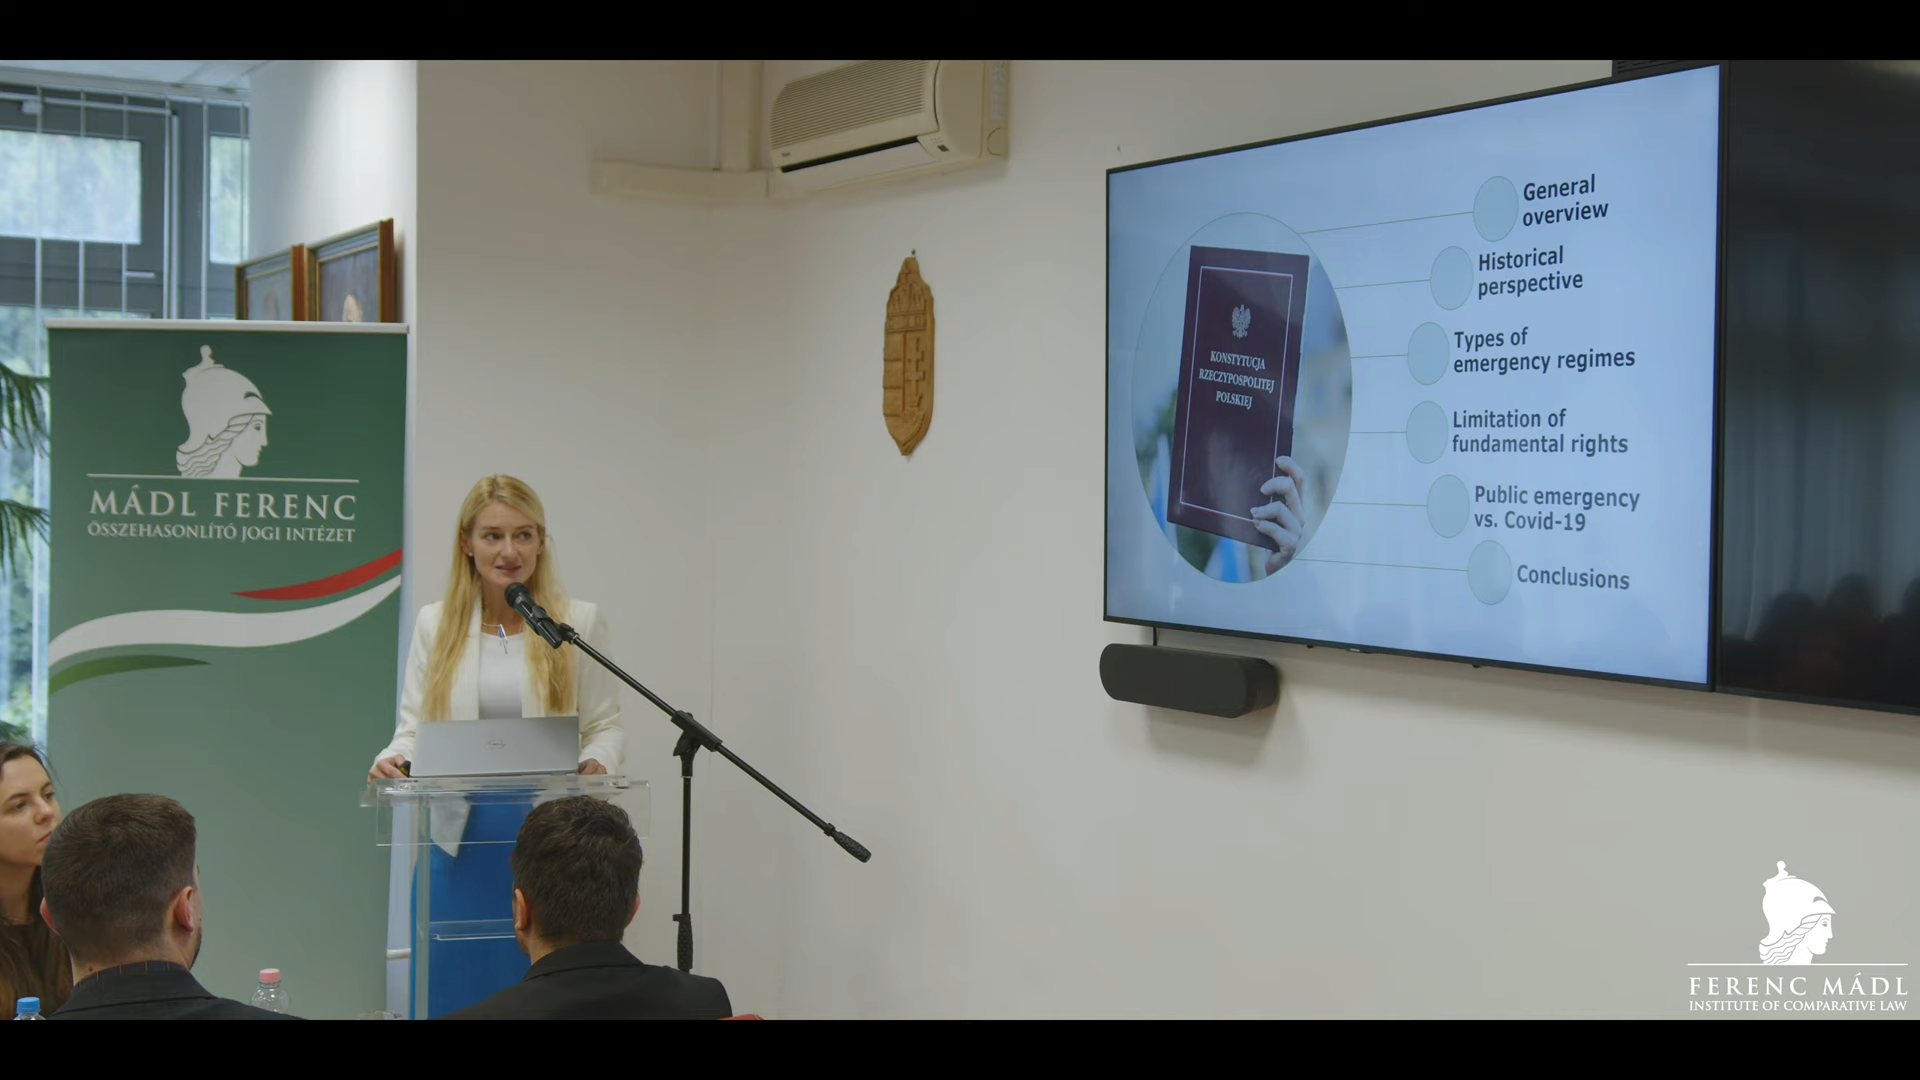 MÁDL FERENC
ÖSSZEHASONLÍTÓ JOGI INTÉZET
KONSTYTUCJA
RZECZYPOSPOLITEJ
POLSKIEJ
General
overview
Historical
perspective
Types of
emergency regimes
Limitation of
fundamental rights
Public emergency
vs. Covid-19
Conclusions
FERENC MÁDL
INSTITUTE OF COMPARATIVE LAW